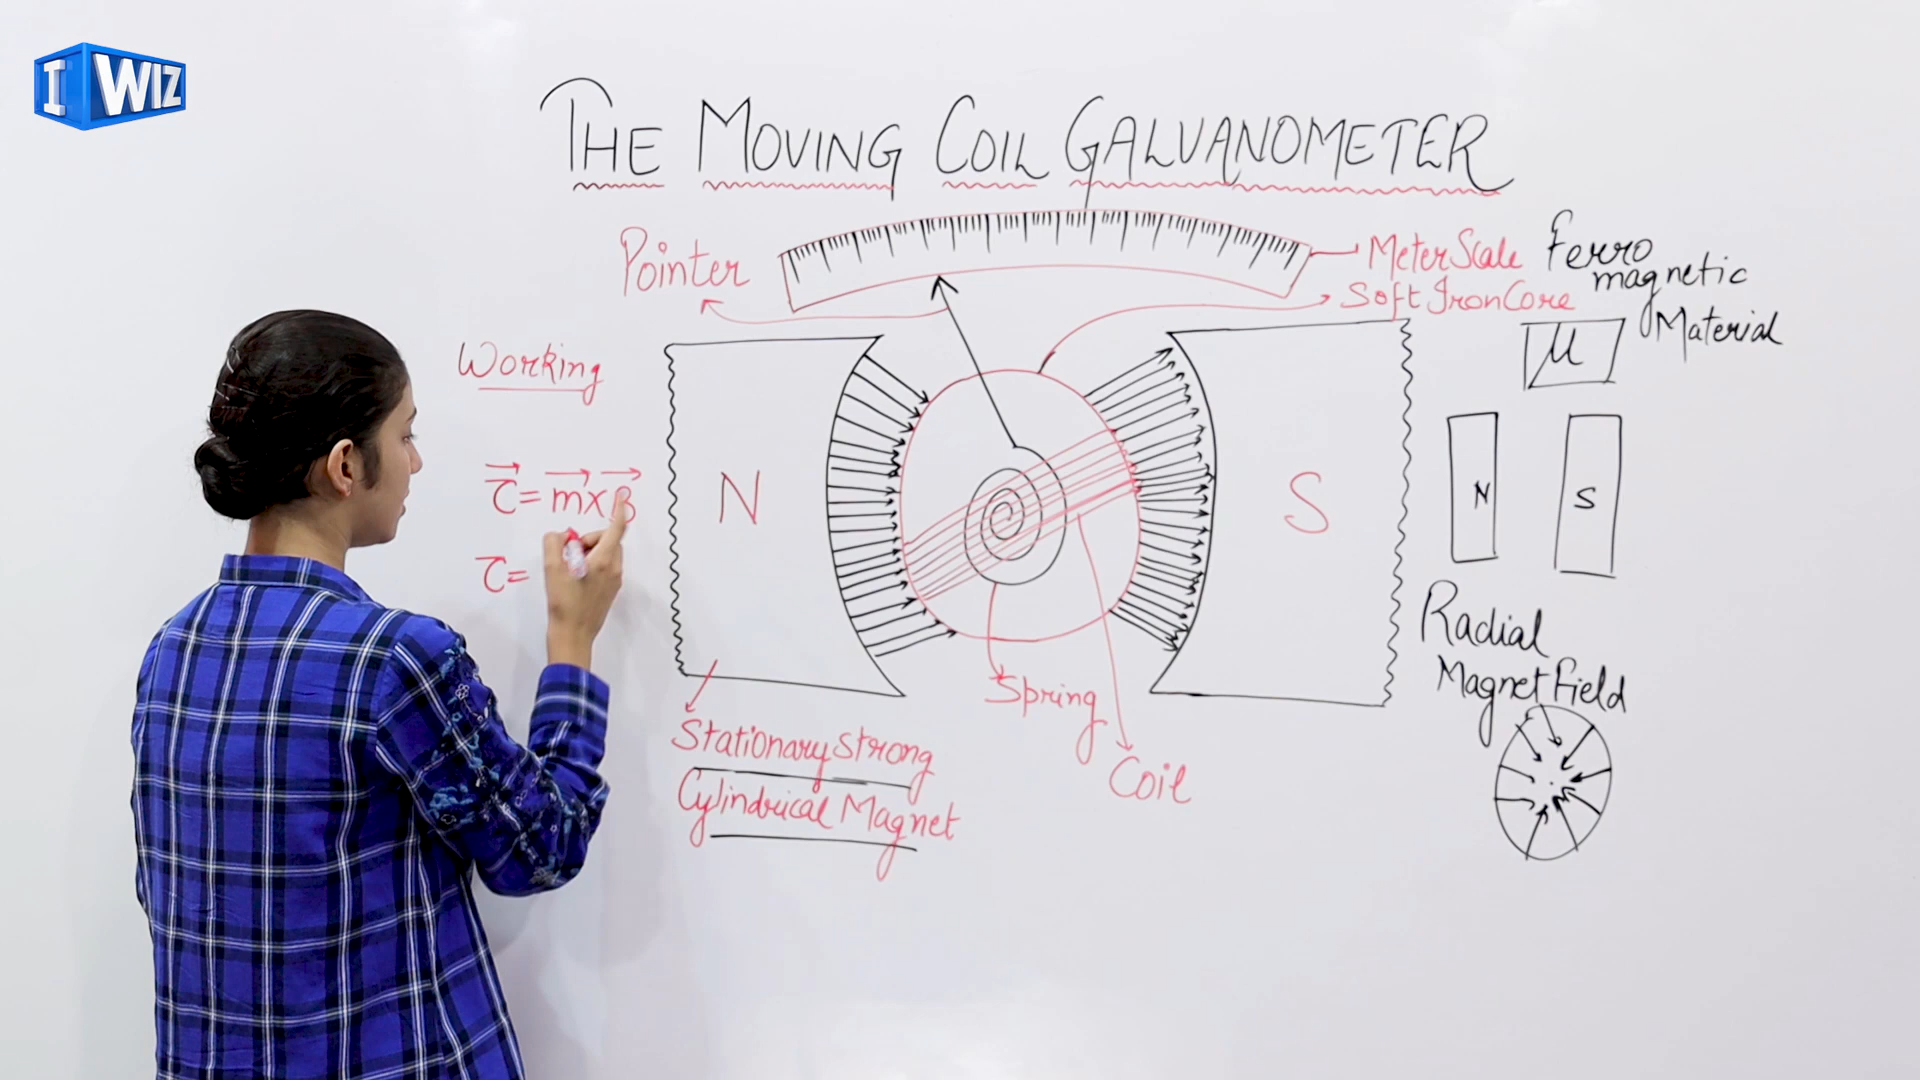 I WIZ
THE MOVING COIL GALVANOMETER
Pointer
Meter Scale
Soft Iron Core
Ferro
magnetic
Material
μ
Working
τ = m x B
τ =
N
S
N
S
Spring
Coil
Stationary Strong
Cylindrical Magnet
Radial
Magnet Field